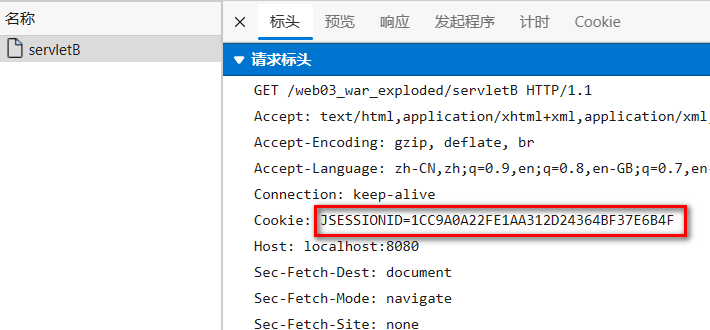 名称
× 标头 预览 响应 发起程序 计时 Cookie
servletB
▼ 请求标头
GET /web03_war_exploded/servletB HTTP/1.1
Accept: text/html,application/xhtml+xml,application/xml,
Accept-Encoding: gzip, deflate, br
Accept-Language: zh-CN,zh;q=0.9,en;q=0.8,en-GB;q=0.7,en-
Connection: keep-alive
Cookie: JSESSIONID=1CC9A0A22FE1AA312D24364BF37E6B4F
Host: localhost:8080
Sec-Fetch-Dest: document
Sec-Fetch-Mode: navigate
Sec-Fetch-Site: none